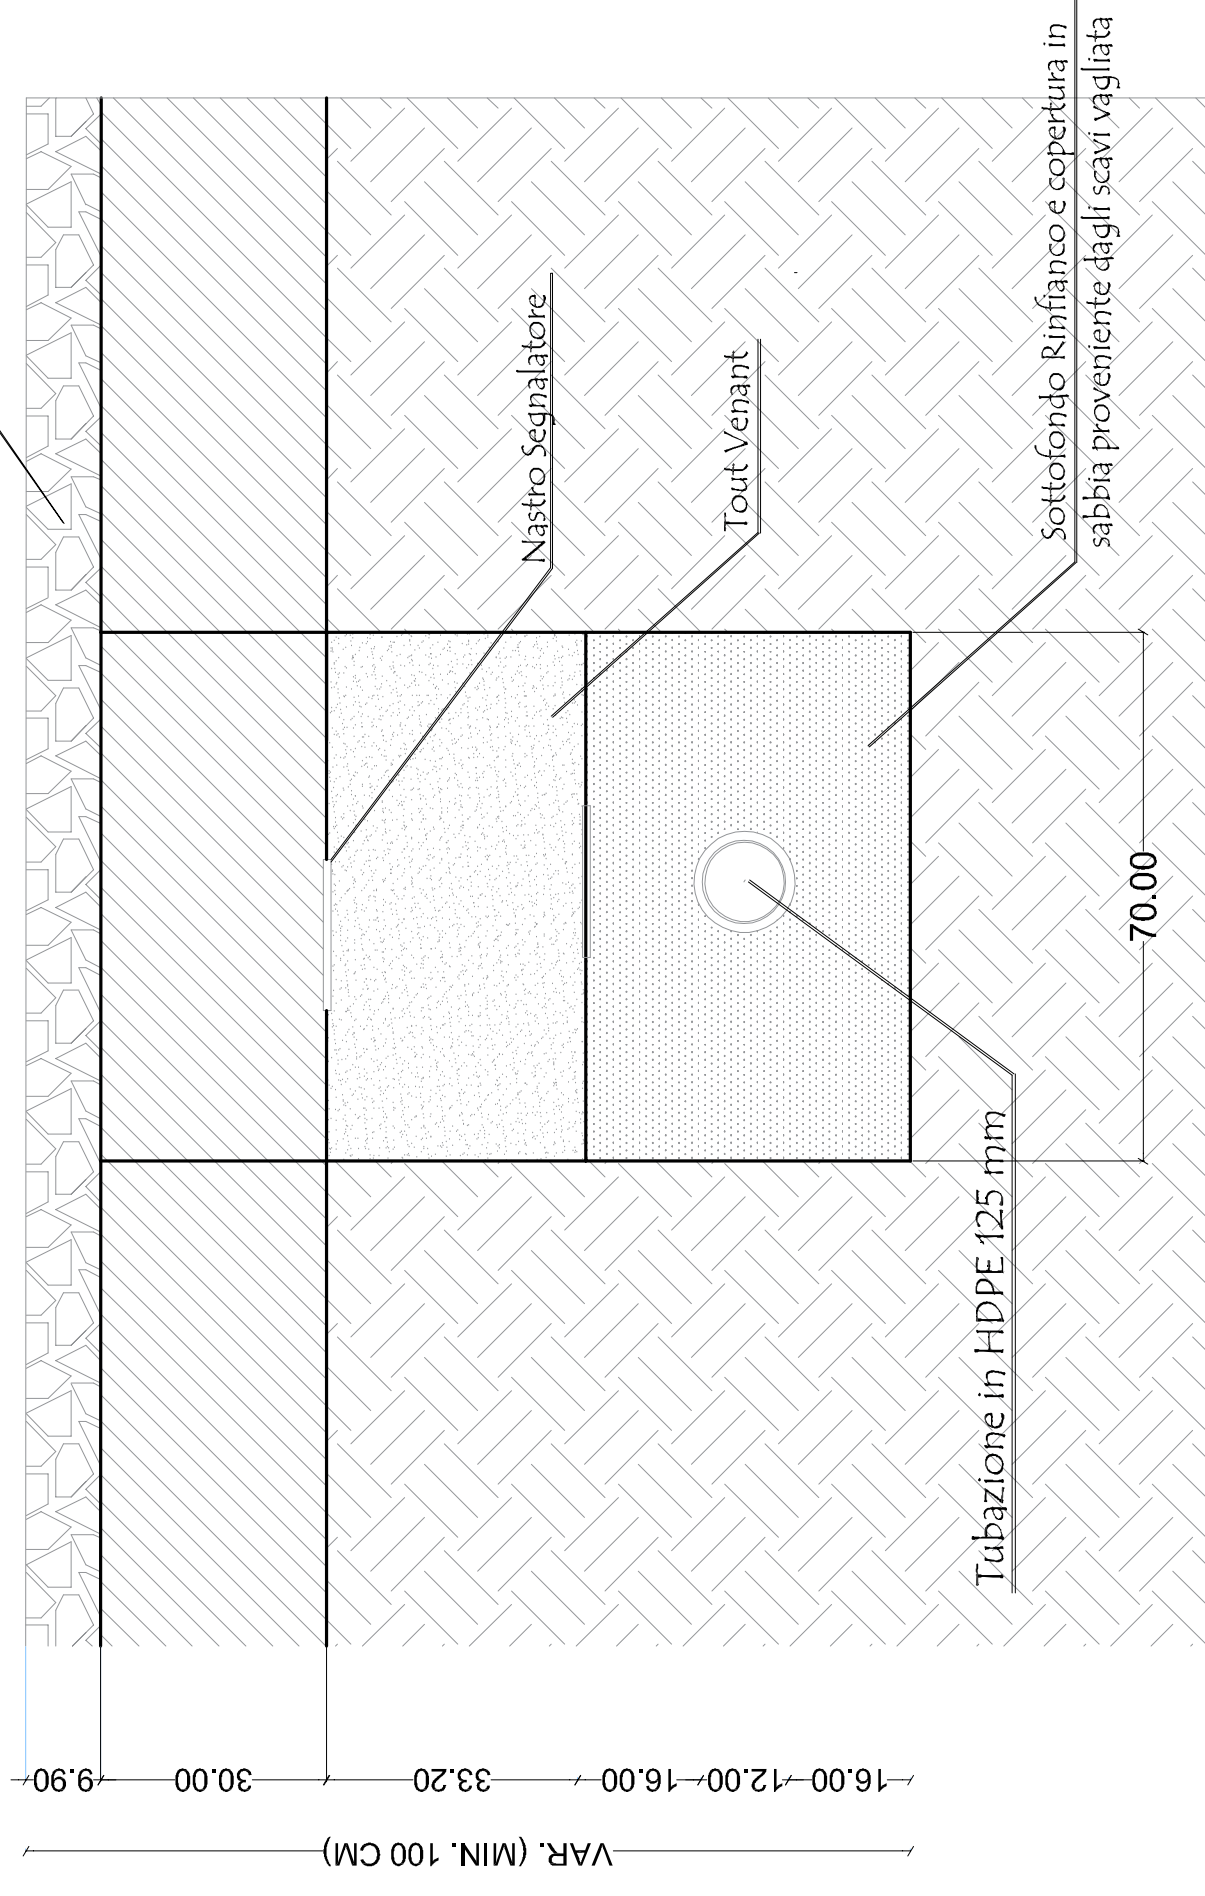 Nastro Segnalatore
Tout Venant
Sottofondo Rinfianco e copertura in
sabbia proveniente dagli scavi vagliata
Tubazione in HDPE 125 mm
70.00
9.90
30.00
33.20
16.00
12.00
16.00
VAR. (MIN. 100 CM)